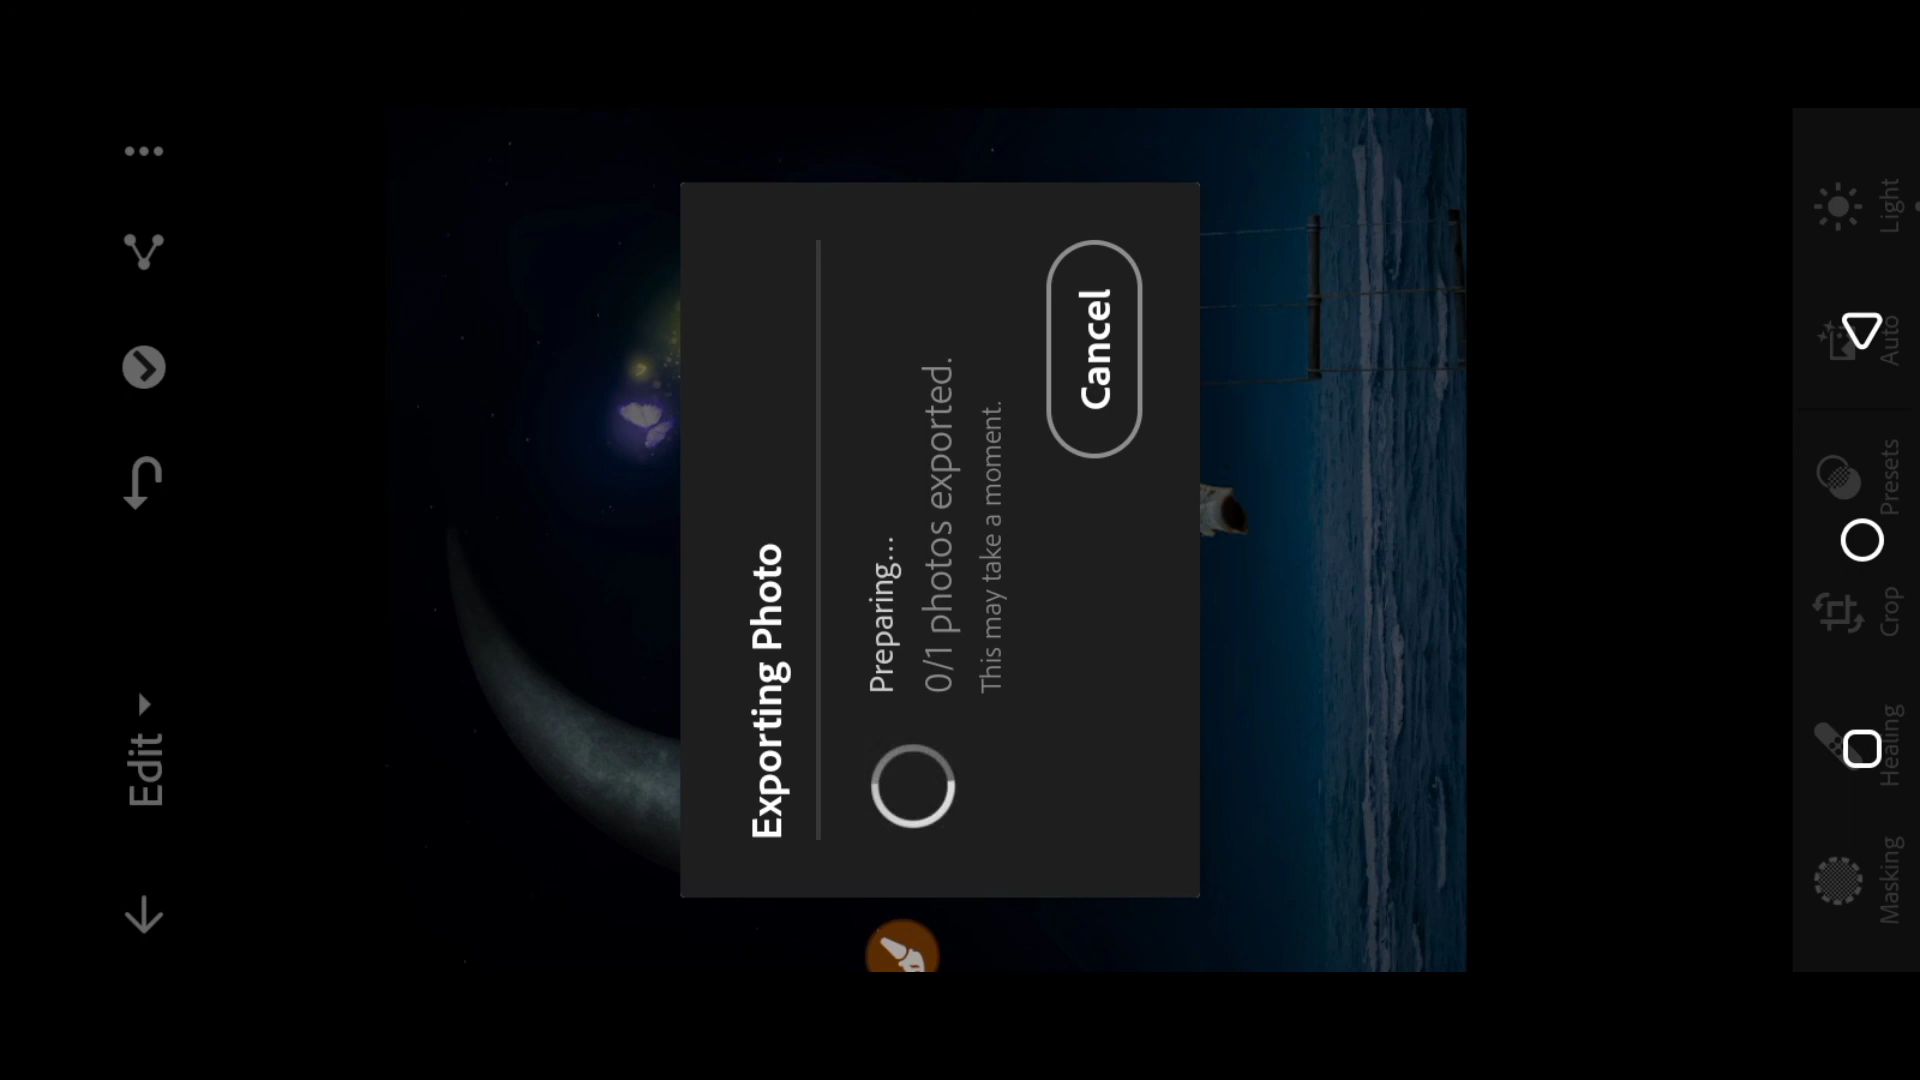 Edit
Exporting Photo
Preparing...
0/1 photos exported.
This may take a moment.
Cancel
Masking
Healing
Crop
Presets
Auto
Light